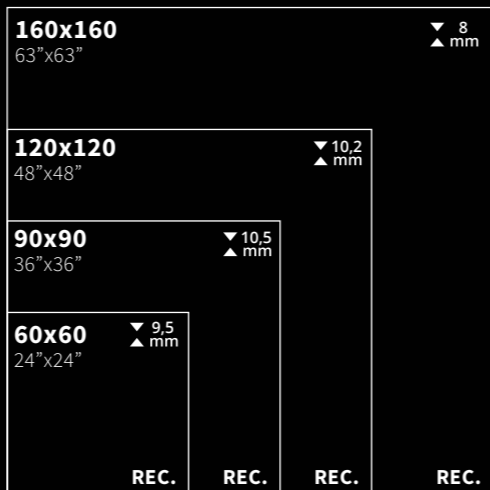 160x160
63”x63”
8
mm
120x120
48”x48”
10,2
mm
90x90
36”x36”
10,5
mm
60x60
24”x24”
9,5
mm
REC. REC. REC. REC.